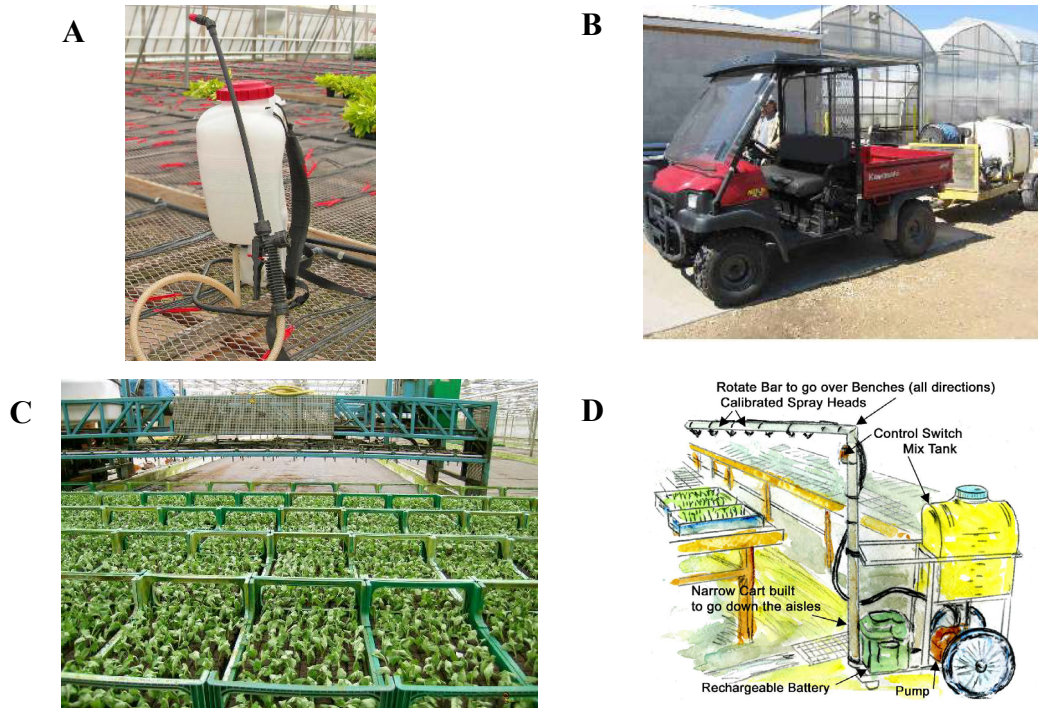 A
B
Kawasaki
C
D
Rotate Bar to go over Benches (all directions)
Calibrated Spray Heads
Control Switch
Mix Tank
Narrow Cart built
to go down the aisles
Rechargeable Battery
Pump